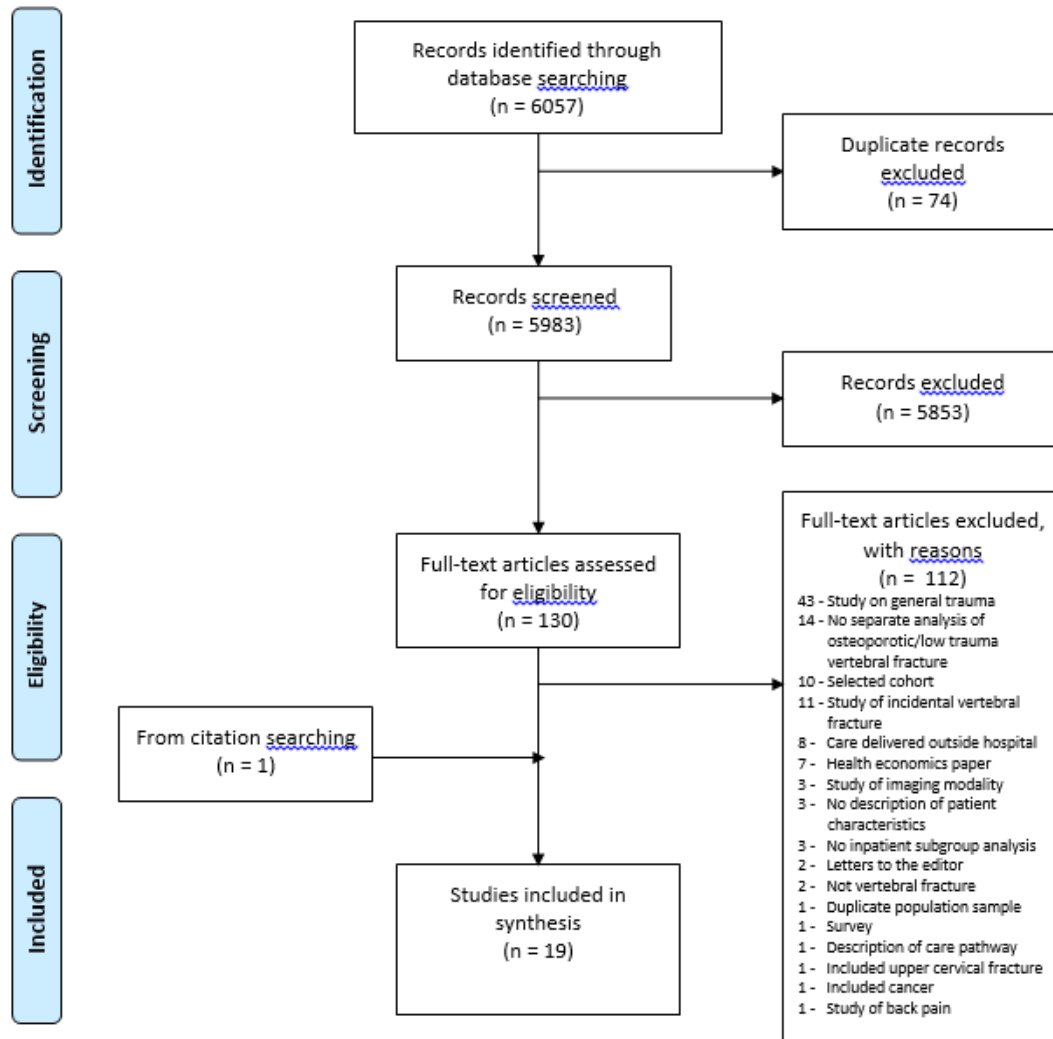 Identification
Records identified through
database searching
(n = 6057)
Duplicate records
excluded
(n = 74)
Screening
Records screened
(n = 5983)
Records excluded
(n = 5853)
Eligibility
Full-text articles assessed
for eligibility
(n = 130)
Full-text articles excluded,
with reasons
(n = 112)
43 - Study on general trauma
14 - No separate analysis of
osteoporotic/low trauma
vertebral fracture
10 - Selected cohort
11 - Study of incidental vertebral
fracture
8 - Care delivered outside hospital
7 - Health economics paper
3 - Study of imaging modality
3 - No description of patient
characteristics
3 - No inpatient subgroup analysis
2 - Letters to the editor
2 - Not vertebral fracture
1 - Duplicate population sample
1 - Survey
1 - Description of care pathway
1 - Included upper cervical fracture
1 - Included cancer
1 - Study of back pain
From citation searching
(n = 1)
Included
Studies included in
synthesis
(n = 19)